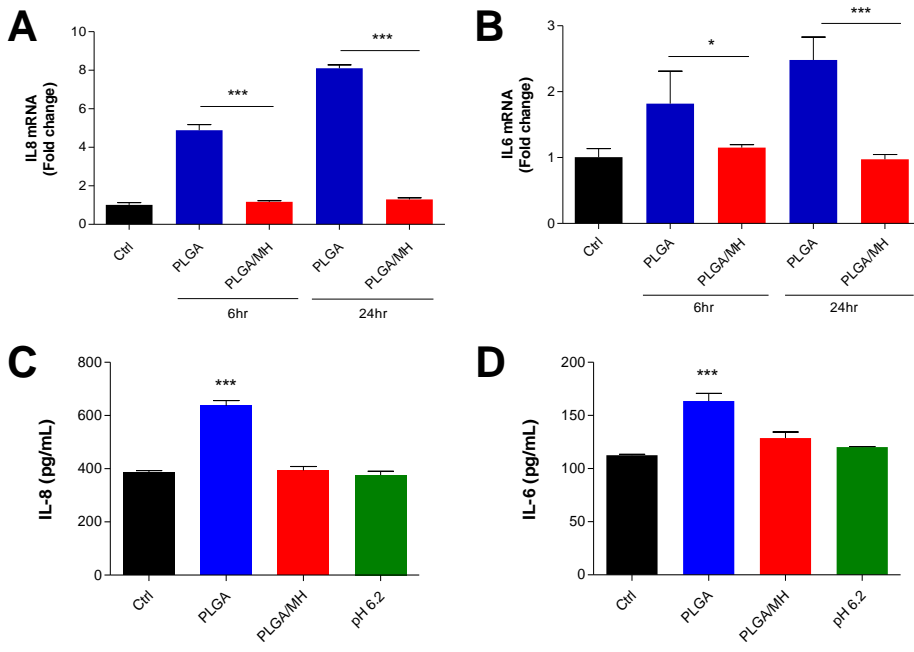 A
IL8 mRNA
(Fold change)
10
8
6
4
2
0
***
***
Ctrl
PLGA
PLGA/MH
PLGA
PLGA/MH
6hr
24hr
B
IL6 mRNA
(Fold change)
3
2
1
0
*
***
Ctrl
PLGA
PLGA/MH
PLGA
PLGA/MH
6hr
24hr
C
IL-8 (pg/mL)
800
600
400
200
0
***
Ctrl
PLGA
PLGA/MH
pH 6.2
D
IL-6 (pg/mL)
200
150
100
50
0
***
Ctrl
PLGA
PLGA/MH
pH 6.2